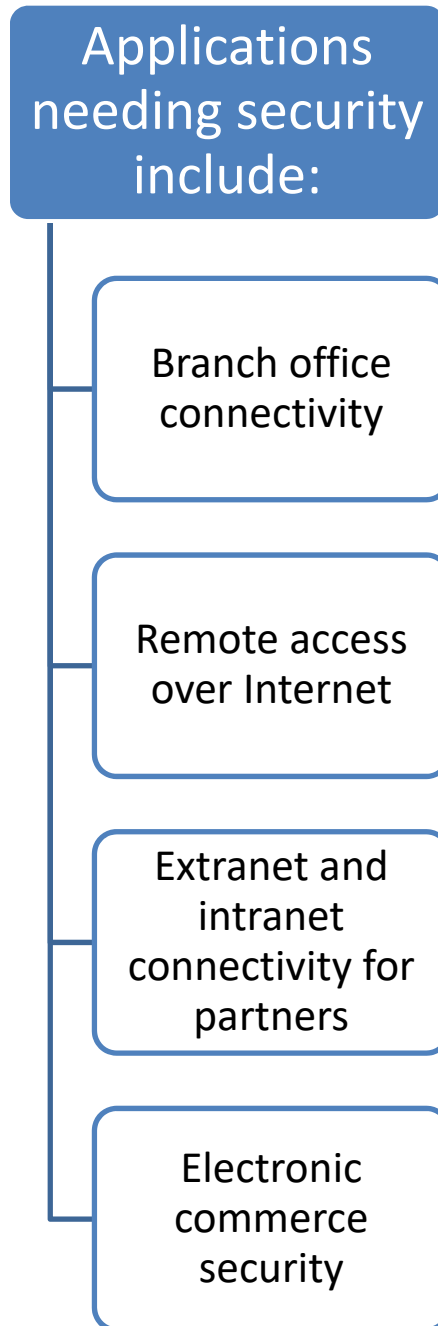 Applications
needing security
include:
Branch office
connectivity
Remote access
over Internet
Extranet and
intranet
connectivity for
partners
Electronic
commerce
security